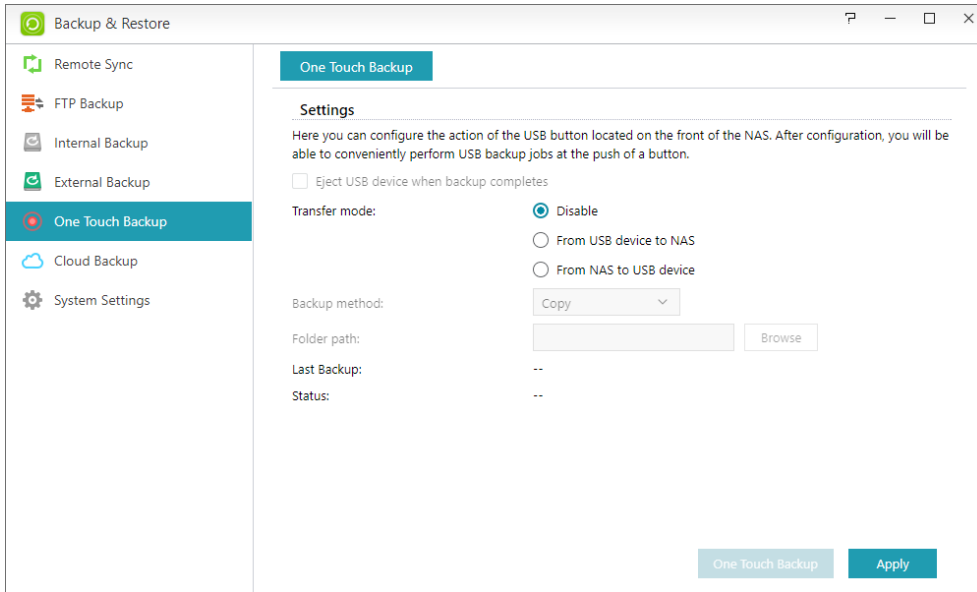 Backup & Restore
Remote Sync
FTP Backup
Internal Backup
External Backup
One Touch Backup
Cloud Backup
System Settings
One Touch Backup
Settings
Here you can configure the action of the USB button located on the front of the NAS. After configuration, you will be
able to conveniently perform USB backup jobs at the push of a button.
Eject USB device when backup completes
Transfer mode:
Disable
From USB device to NAS
From NAS to USB device
Backup method:
Copy
Folder path:
Browse
Last Backup:
--
Status:
--
One Touch Backup
Apply